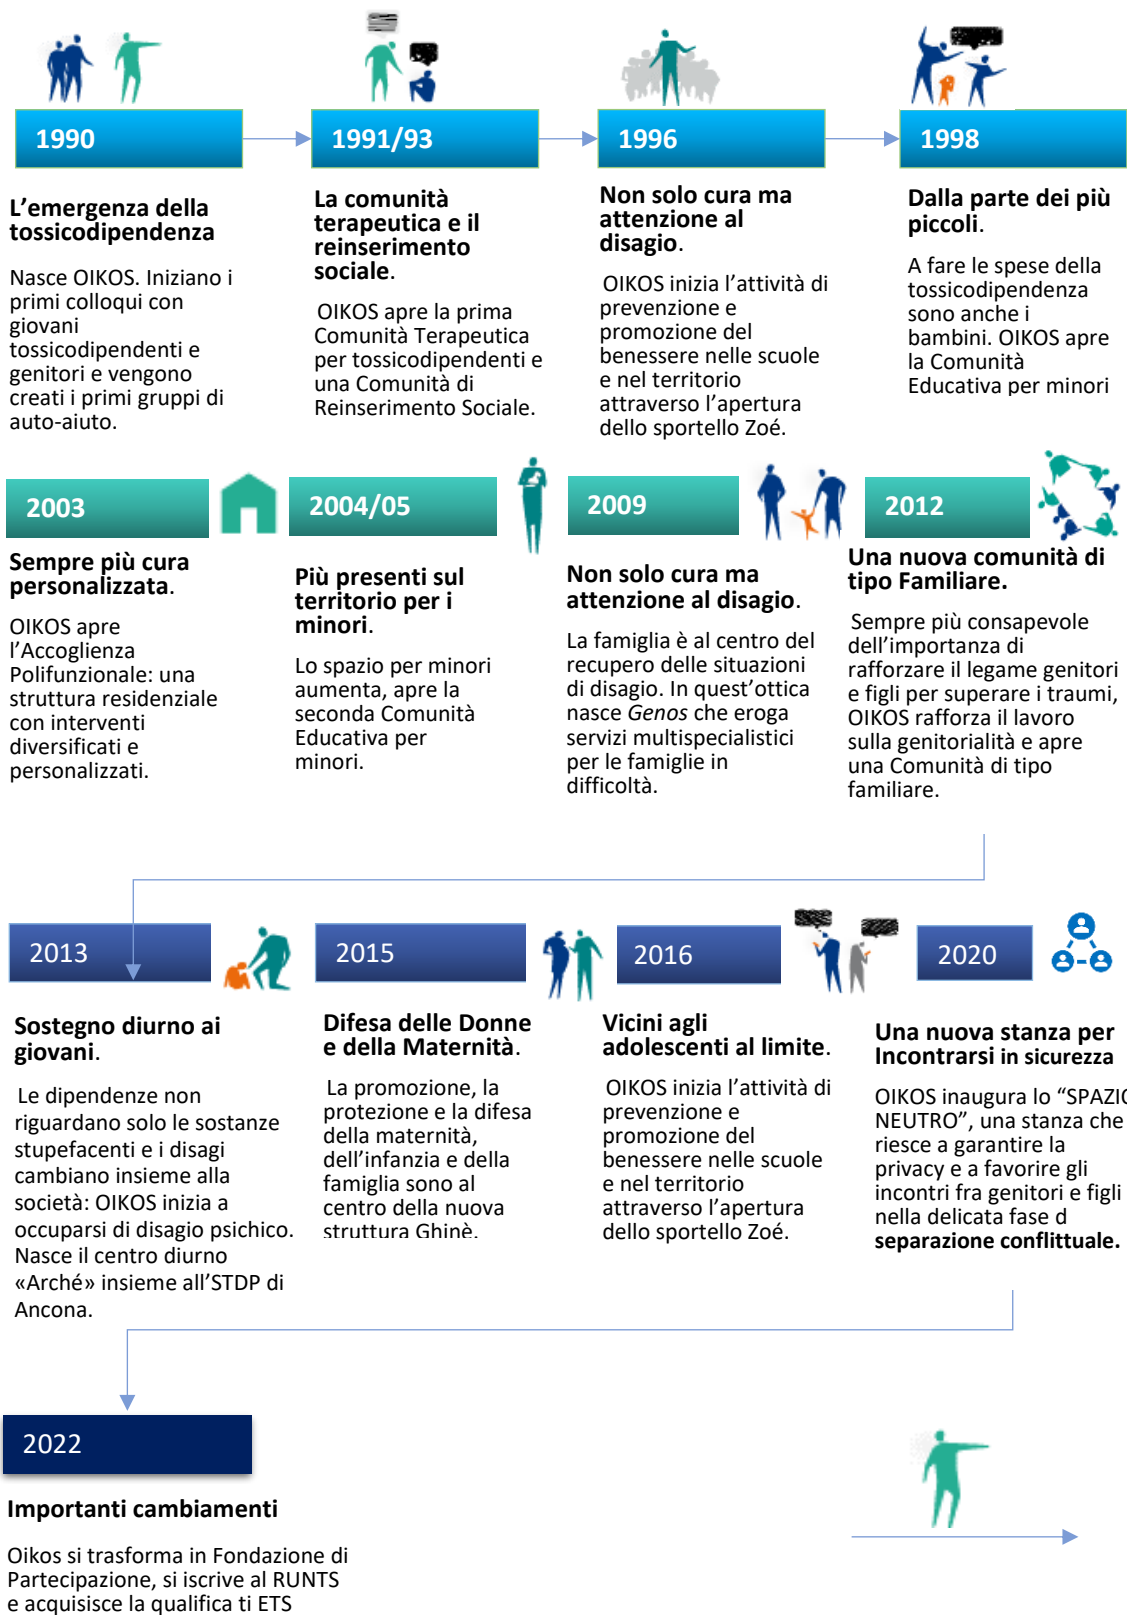 1990
L’emergenza della
tossicodipendenza
Nasce OIKOS. Iniziano i
primi colloqui con
giovani
tossicodipendenti e
genitori e vengono
creati i primi gruppi di
auto-aiuto.
1991/93
La comunità
terapeutica e il
reinserimento
sociale.
OIKOS apre la prima
Comunità Terapeutica
per tossicodipendenti e
una Comunità di
Reinserimento Sociale.
1996
Non solo cura ma
attenzione al
disagio.
OIKOS inizia l’attività di
prevenzione e
promozione del
benessere nelle scuole
e nel territorio
attraverso l’apertura
dello sportello Zoé.
1998
Dalla parte dei più
piccoli.
A fare le spese della
tossicodipendenza
sono anche i
bambini. OIKOS apre
la Comunità
Educativa per minori
2003
Sempre più cura
personalizzata.
OIKOS apre
l’Accoglienza
Polifunzionale: una
struttura residenziale
con interventi
diversificati e
personalizzati.
2004/05
Più presenti sul
territorio per i
minori.
Lo spazio per minori
aumenta, apre la
seconda Comunità
Educativa per
minori.
2009
Non solo cura ma
attenzione al disagio.
La famiglia è al centro del
recupero delle situazioni
di disagio. In quest’ottica
nasce Genos che eroga
servizi multispecialistici
per le famiglie in
difficoltà.
2012
Una nuova comunità di
tipo Familiare.
Sempre più consapevole
dell’importanza di
rafforzare il legame genitori
e figli per superare i traumi,
OIKOS rafforza il lavoro
sulla genitorialità e apre
una Comunità di tipo
familiare.
2013
Sostegno diurno ai
giovani.
Le dipendenze non
riguardano solo le sostanze
stupefacenti e i disagi
cambiano insieme alla
società: OIKOS inizia a
occuparsi di disagio psichico.
Nasce il centro diurno
«Arché» insieme all’STDP di
Ancona.
2015
Difesa delle Donne
e della Maternità.
La promozione, la
protezione e la difesa
della maternità,
dell’infanzia e della
famiglia sono al
centro della nuova
struttura Ghinè.
2016
Vicini agli
adolescenti al limite.
OIKOS inizia l’attività di
prevenzione e
promozione del
benessere nelle scuole
e nel territorio
attraverso l’apertura
dello sportello Zoé.
2020
Una nuova stanza per
Incontrarsi in sicurezza
OIKOS inaugura lo “SPAZIO
NEUTRO”, una stanza che
riesce a garantire la
privacy e a favorire gli
incontri fra genitori e figli
nella delicata fase d
separazione conflittuale.
2022
Importanti cambiamenti
Oikos si trasforma in Fondazione di
Partecipazione, si iscrive al RUNTS
e acquisisce la qualifica ti ETS